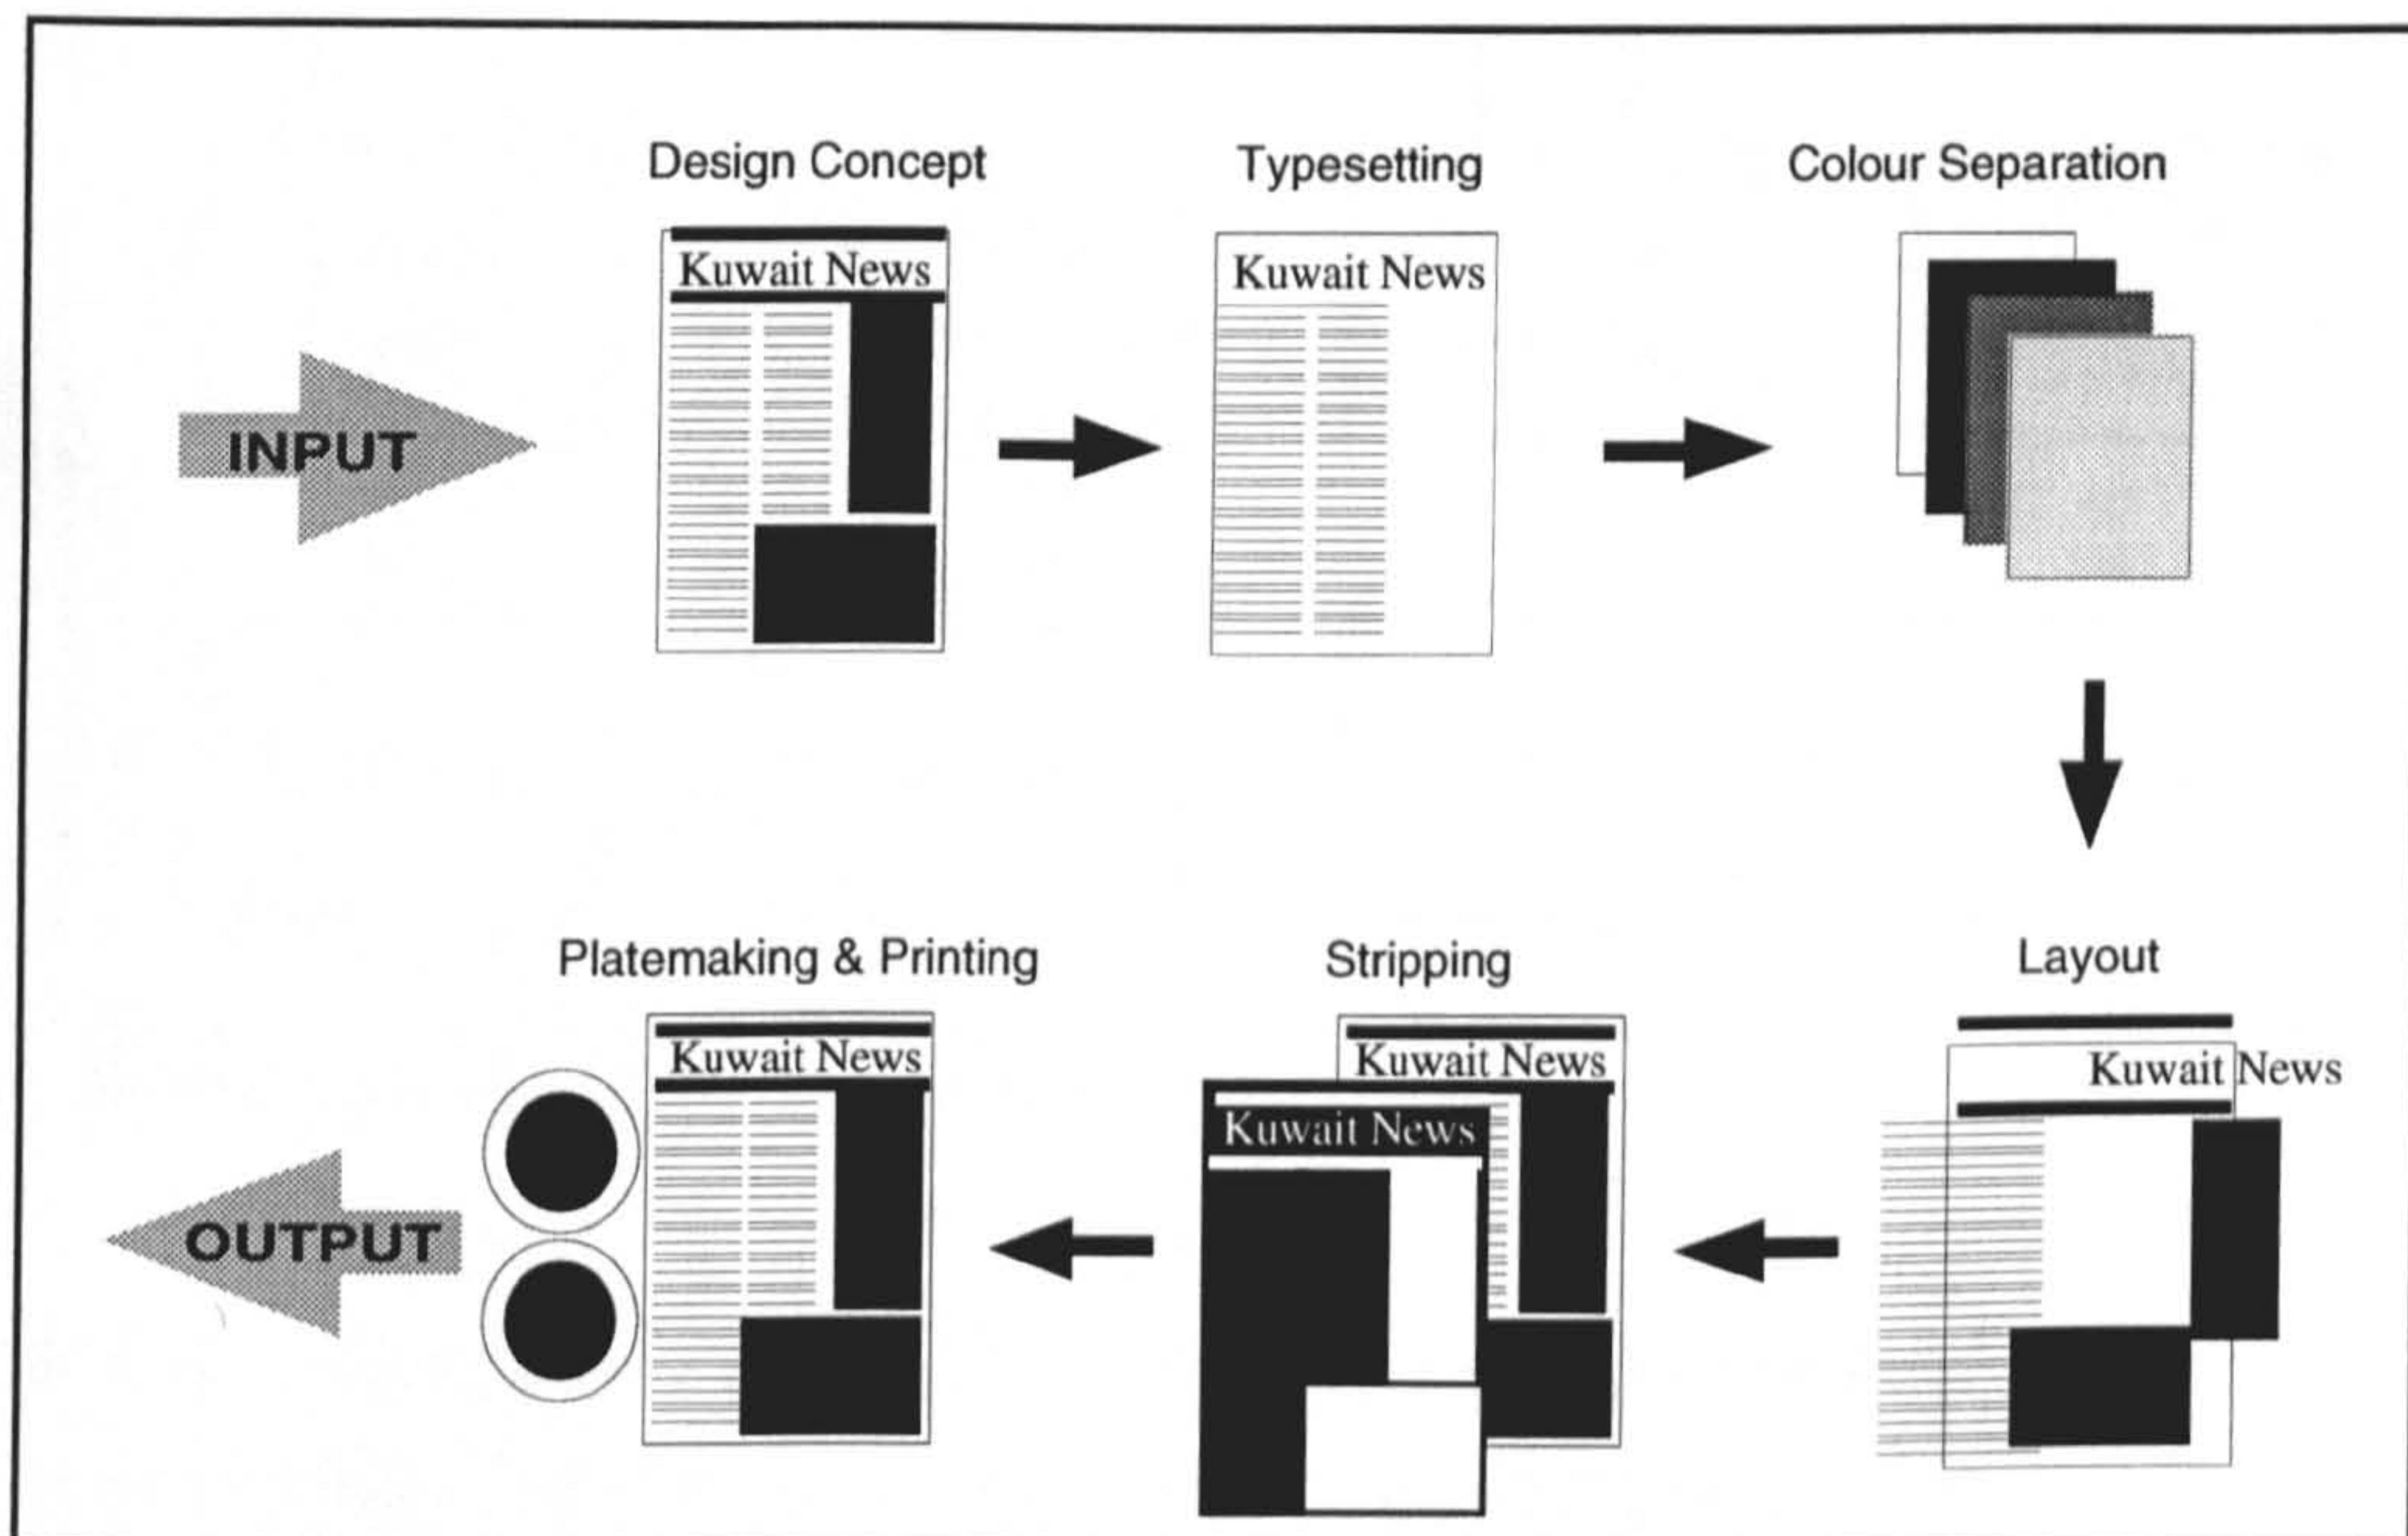 Design Concept
Typesetting
Colour Separation
Kuwait News
Kuwait News
INPUT
Platemaking & Printing
Stripping
Layout
Kuwait News
Kuwait News
Kuwait News
Kuwait News
OUTPUT